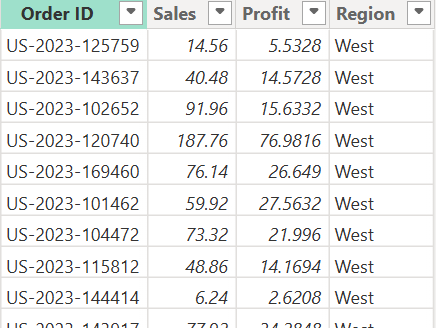 Order ID Sales Profit Region
US-2023-125759 14.56 5.5328 West
US-2023-143637 40.48 14.5728 West
US-2023-102652 91.96 15.6332 West
US-2023-120740 187.76 76.9816 West
US-2023-169460 76.14 26.649 West
US-2023-101462 59.92 27.5632 West
US-2023-104472 73.32 21.996 West
US-2023-115812 48.86 14.1694 West
US-2023-144414 6.24 2.6208 West
West